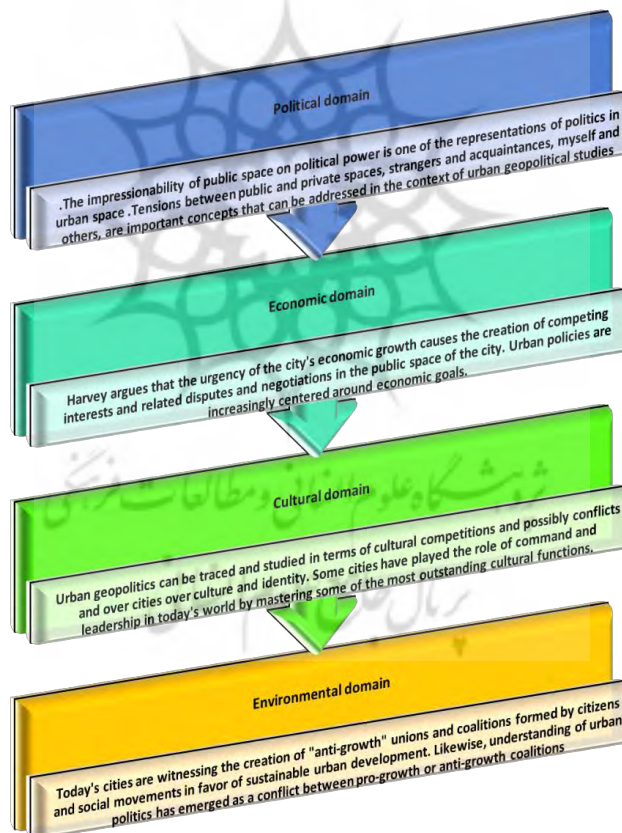 Political domain
.The impressionability of public space on political power is one of the representations of politics in
urban space .Tensions between public and private spaces, strangers and acquaintances, myself and
others, are important concepts that can be addressed in the context of urban geopolitical studies
Economic domain
Harvey argues that the urgency of the city's economic growth causes the creation of competing
interests and related disputes and negotiations in the public space of the city. Urban policies are
increasingly centered around economic goals.
Cultural domain
پژوهشگاه علوم انسانی و مطالعات فرهنگی
Urban geopolitics can be traced and studied in terms of cultural competitions and possibly conflicts
and over cities over culture and identity. Some cities have played the role of command and
leadership in today's world by mastering some of the most outstanding cultural functions.
پرتال جامع علوم انسانی
Environmental domain
Today's cities are witnessing the creation of "anti-growth" unions and coalitions formed by citizens
and social movements in favor of sustainable urban development. Likewise, understanding of urban
politics has emerged as a conflict between pro-growth or anti-growth coalitions